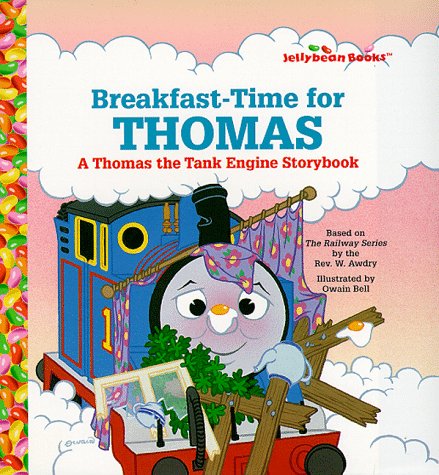 Jellybean Books™
Breakfast-Time for
THOMAS
A Thomas the Tank Engine Storybook
Based on
The Railway Series
by the
Rev. W. Awdry
Illustrated by
Owain Bell
1
owain